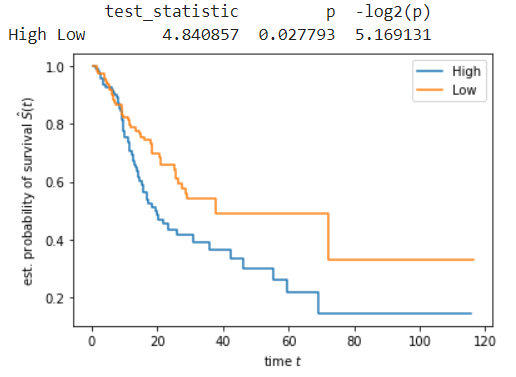 test_statistic p -log2(p)
High Low 4.840857 0.027793 5.169131
1.0
0.8
0.6
0.4
0.2
est. probability of survival Ŝ(t)
High
Low
0 20 40 60 80 100 120
time t